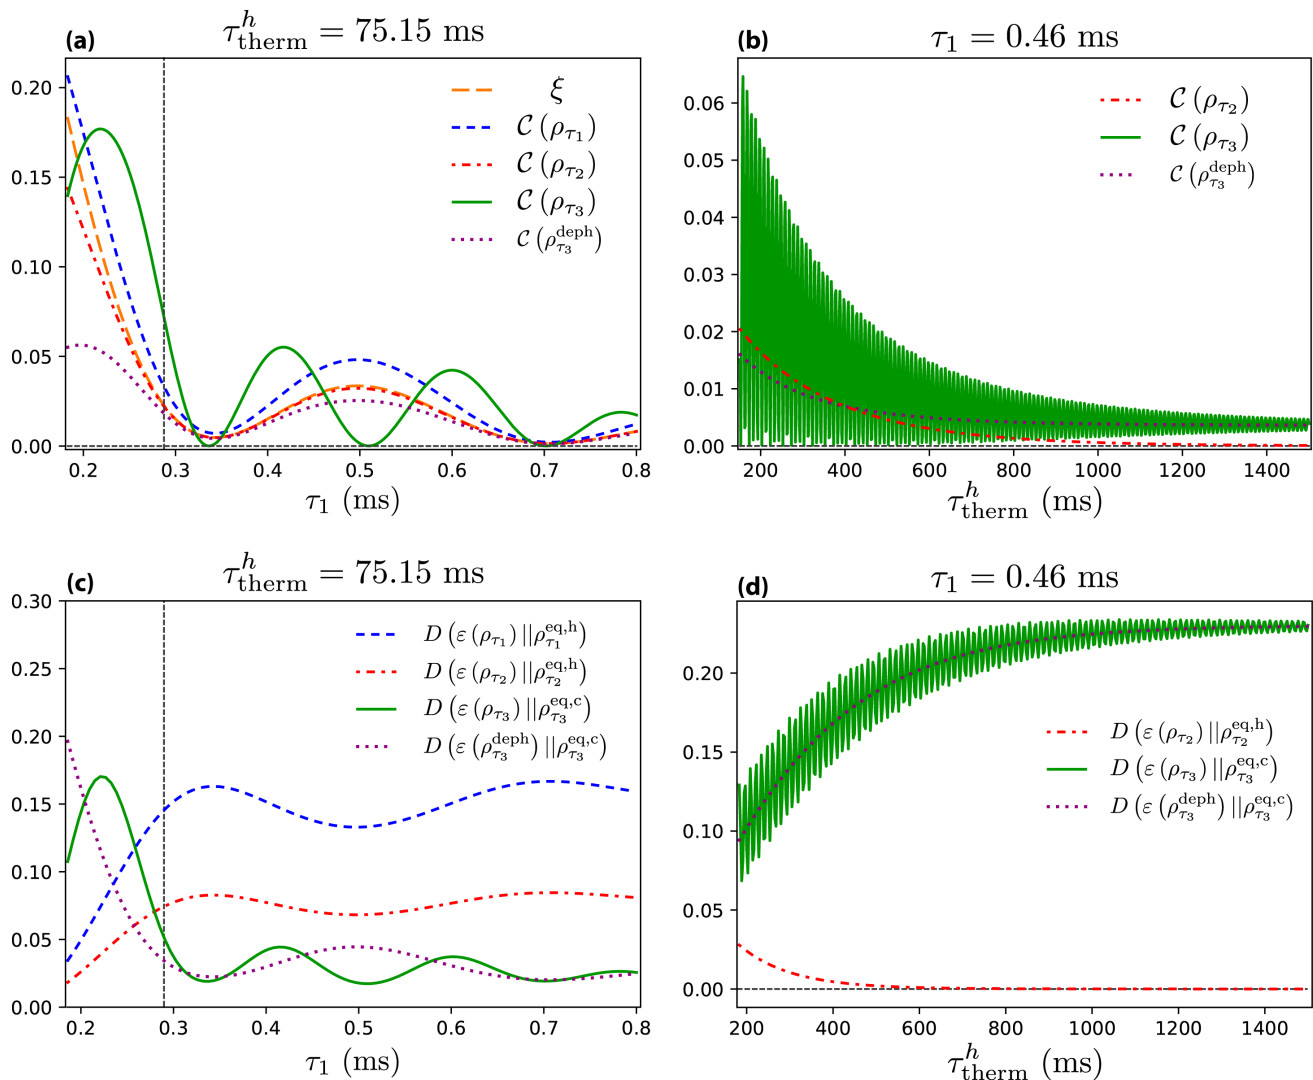 (a) τ^h_therm = 75.15 ms
0.20
0.15
0.10
0.05
0.00
ξ
C (ρ_τ1)
C (ρ_τ2)
C (ρ_τ3)
C (ρ^deph_τ3)
0.2 0.3 0.4 0.5 0.6 0.7 0.8
τ1 (ms)
(b) τ1 = 0.46 ms
0.06
0.05
0.04
0.03
0.02
0.01
0.00
C (ρ_τ2)
C (ρ_τ3)
C (ρ^deph_τ3)
200 400 600 800 1000 1200 1400
τ^h_therm (ms)
(c) τ^h_therm = 75.15 ms
0.30
0.25
0.20
0.15
0.10
0.05
0.00
D (ε (ρ_τ1) ||ρ^eq,h_τ1)
D (ε (ρ_τ2) ||ρ^eq,h_τ2)
D (ε (ρ_τ3) ||ρ^eq,c_τ3)
D (ε (ρ^deph_τ3) ||ρ^eq,c_τ3)
0.2 0.3 0.4 0.5 0.6 0.7 0.8
τ1 (ms)
(d) τ1 = 0.46 ms
0.20
0.15
0.10
0.05
0.00
D (ε (ρ_τ2) ||ρ^eq,h_τ2)
D (ε (ρ_τ3) ||ρ^eq,c_τ3)
D (ε (ρ^deph_τ3) ||ρ^eq,c_τ3)
200 400 600 800 1000 1200 1400
τ^h_therm (ms)